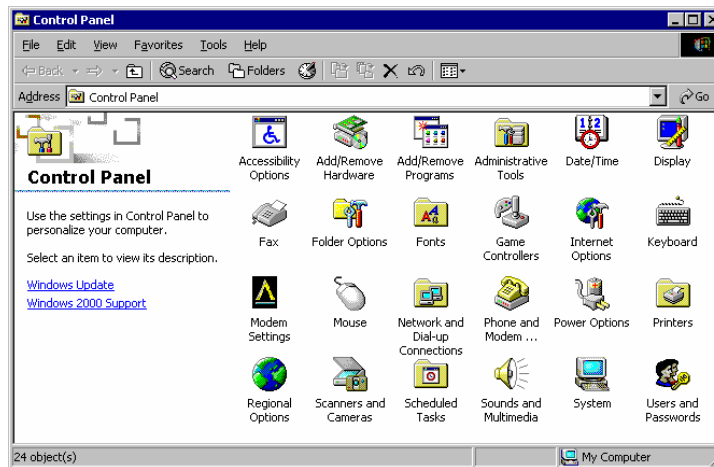 Control Panel
File Edit View Favorites Tools Help
Back Search Folders
Address Control Panel Go
Control Panel
Use the settings in Control Panel to
personalize your computer.
Select an item to view its description.
Windows Update
Windows 2000 Support
Accessibility
Options
Add/Remove
Hardware
Add/Remove
Programs
Administrative
Tools
Date/Time
Display
Fax
Folder Options
Fonts
Game
Controllers
Internet
Options
Keyboard
Modem
Settings
Mouse
Network and
Dial-up
Connections
Phone and
Modem ...
Power Options
Printers
Regional
Options
Scanners and
Cameras
Scheduled
Tasks
Sounds and
Multimedia
System
Users and
Passwords
24 object(s) My Computer